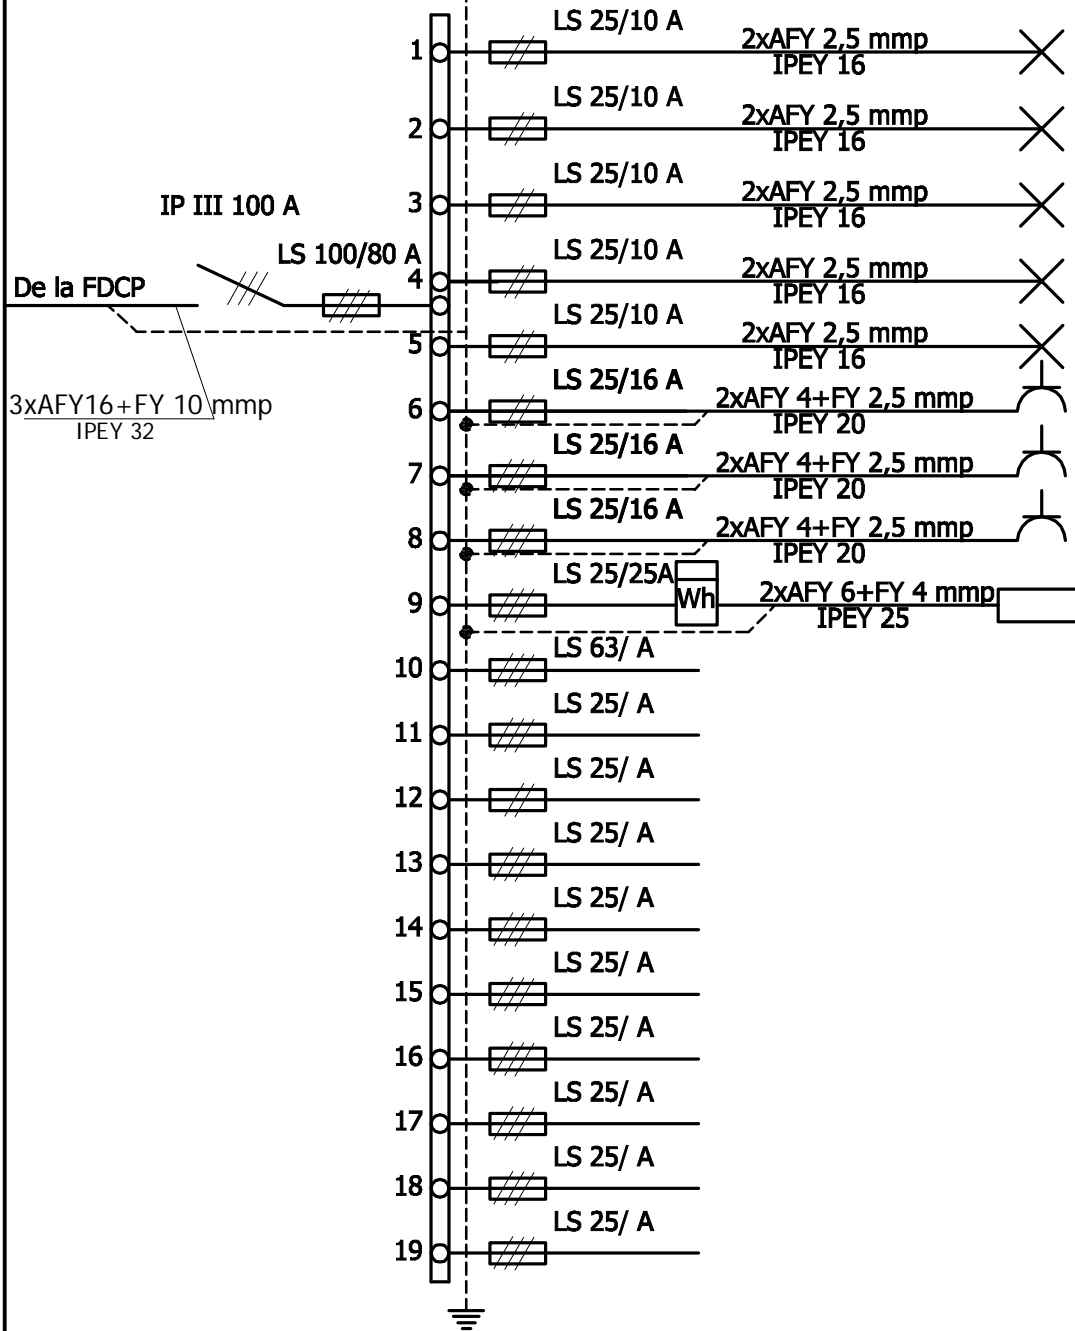 LS 25/10 A
1
2xAFY 2,5 mmp
IPEY 16
LS 25/10 A
2
2xAFY 2,5 mmp
IPEY 16
LS 25/10 A
3
2xAFY 2,5 mmp
IPEY 16
IP III 100 A
LS 100/80 A
De la FDCP
3xAFY16+FY 10 mmp
IPEY 32
LS 25/10 A
4
2xAFY 2,5 mmp
IPEY 16
LS 25/10 A
5
2xAFY 2,5 mmp
IPEY 16
LS 25/16 A
6
2xAFY 4+FY 2,5 mmp
IPEY 20
LS 25/16 A
7
2xAFY 4+FY 2,5 mmp
IPEY 20
LS 25/16 A
8
2xAFY 4+FY 2,5 mmp
IPEY 20
LS 25/25A
9
Wh
2xAFY 6+FY 4 mmp
IPEY 25
LS 63/ A
10
LS 25/ A
11
LS 25/ A
12
LS 25/ A
13
LS 25/ A
14
LS 25/ A
15
LS 25/ A
16
LS 25/ A
17
LS 25/ A
18
LS 25/ A
19